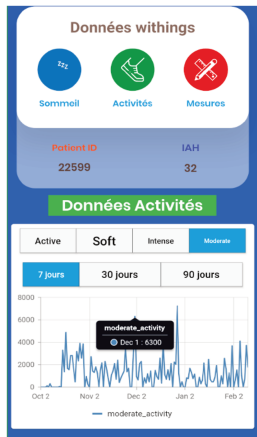 Données withings
zzz
Sommeil
Activités
Mesures
Patient ID
IAH
22599
32
Données Activités
Active
Soft
Intense
Moderate
7 jours
30 jours
90 jours
8000
6000
4000
2000
0
moderate_activity
Dec 1 : 6300
Oct 2
Nov 2
Dec 2
Jan 2
Feb 2
moderate_activity